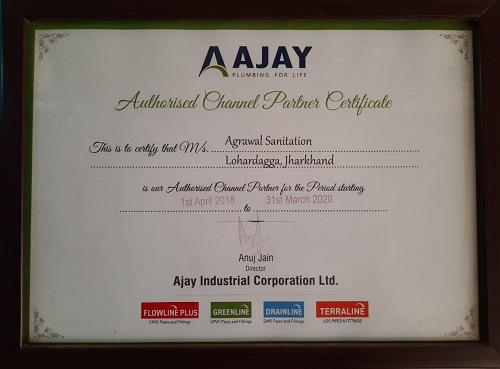 AJAY
PLUMBING FOR LIFE
Authorised Channel Partner Certificate
This is to certify that M/s. Agrawal Sanitation
Lohardagga, Jharkhand
is our Authorised Channel Partner for the Period starting
1st April 2018 to 31st March 2020
Anuj Jain
Director
Ajay Industrial Corporation Ltd.
FLOWLINE PLUS GREENLINE DRAINLINE TERRALINE
CPVC Pipes and Fittings UPVC Pipes and Fittings SWR Pipes and Fittings UDS PIPES & FITTINGS